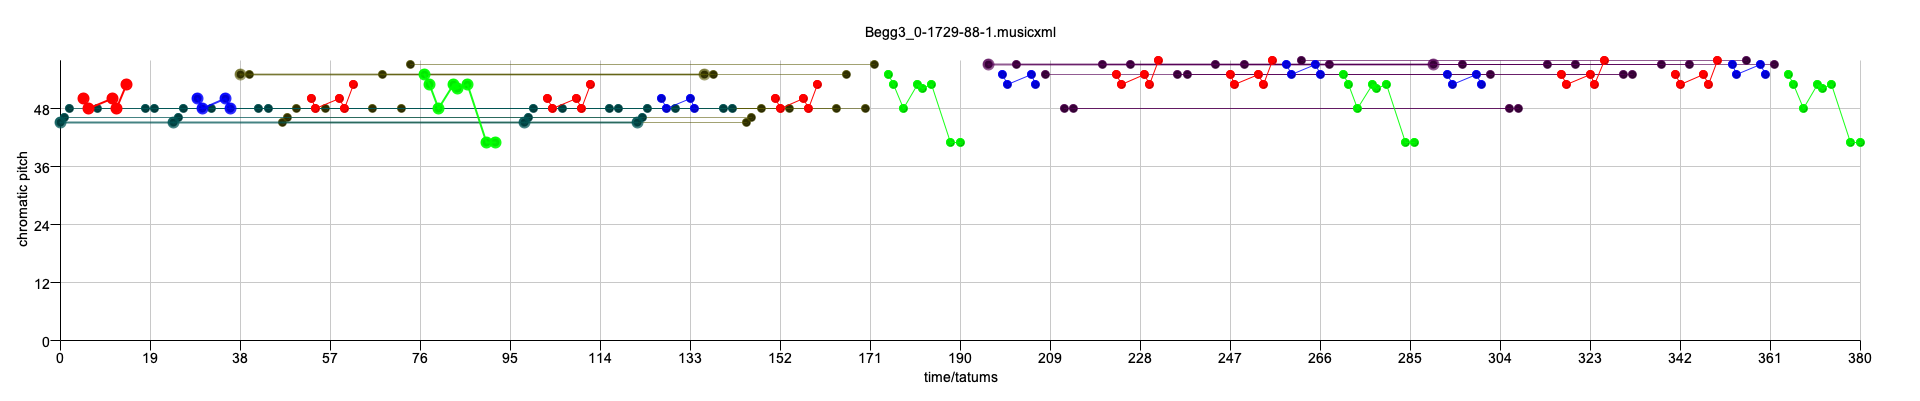 Begg3_0-1729-88-1.musicxml
chromatic pitch
48
36
24
12
0
0 19 38 57 76 95 114 133 152 171 190 209 228 247 266 285 304 323 342 361 380
time/tatums